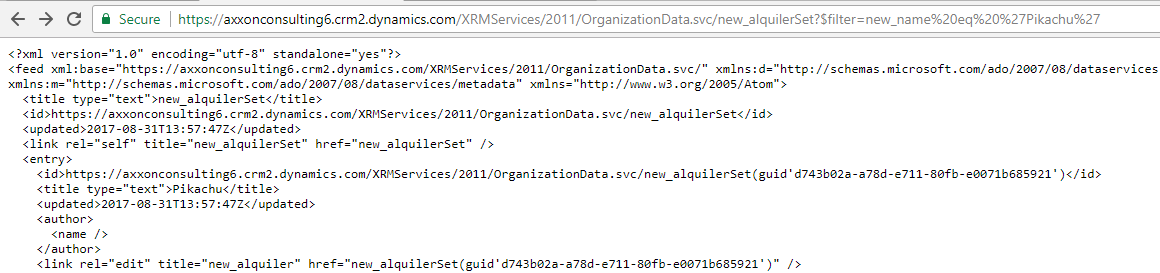 Secure https://axxonconsulting6.crm2.dynamics.com/XRMServices/2011/OrganizationData.svc/new_alquilerSet?$filter=new_name%20eq%20%27Pikachu%27
<?xml version="1.0" encoding="utf-8" standalone="yes"?>
<feed xml:base="https://axxonconsulting6.crm2.dynamics.com/XRMServices/2011/OrganizationData.svc/" xmlns:d="http://schemas.microsoft.com/ado/2007/08/dataservices
xmlns:m="http://schemas.microsoft.com/ado/2007/08/dataservices/metadata" xmlns="http://www.w3.org/2005/Atom">
<title type="text">new_alquilerSet</title>
<id>https://axxonconsulting6.crm2.dynamics.com/XRMServices/2011/OrganizationData.svc/new_alquilerSet</id>
<updated>2017-08-31T13:57:47Z</updated>
<link rel="self" title="new_alquilerSet" href="new_alquilerSet" />
<entry>
<id>https://axxonconsulting6.crm2.dynamics.com/XRMServices/2011/OrganizationData.svc/new_alquilerSet(guid'd743b02a-a78d-e711-80fb-e0071b685921')</id>
<title type="text">Pikachu</title>
<updated>2017-08-31T13:57:47Z</updated>
<author>
<name />
</author>
<link rel="edit" title="new_alquiler" href="new_alquilerSet(guid'd743b02a-a78d-e711-80fb-e0071b685921')" />